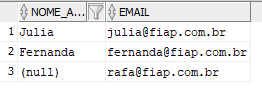 NOME_A... EMAIL
1 Julia julia@fiap.com.br
2 Fernanda fernanda@fiap.com.br
3 (null) rafa@fiap.com.br